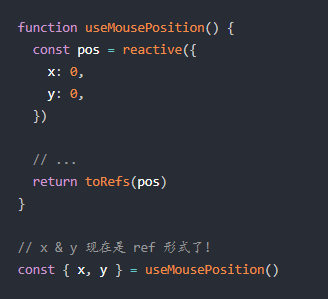 function useMousePosition() {
  const pos = reactive({
    x: 0,
    y: 0,
  })

  // ...
  return toRefs(pos)
}

// x & y 现在是 ref 形式了!
const { x, y } = useMousePosition()